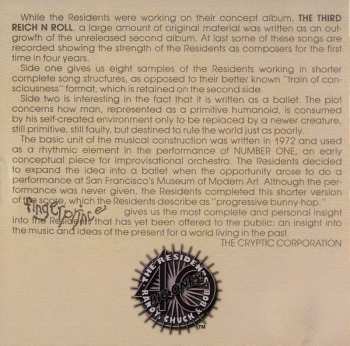 While the Residents were working on their concept album, THE THIRD
REICH N ROLL, a large amount of original material was written as an out-
growth of the unreleased second album. At last some of these songs are
recorded showing the strength of the Residents as composers for the first
time in four years.
Side one gives us eight samples of the Residents working in shorter
complete song structures, as opposed to their better known "train of con-
sciousness" format, which is retained on the second side.
Side two is interesting in the fact that it is written as a ballet. The plot
concerns how man, represented as a primitive humanoid, is consumed
by his self-created environment only to be replaced by a newer creature,
still primitive, still faulty, but destined to rule the world just as poorly.
The basic unit of the musical construction was written in 1972 and used
as a rhythmic element in the performance of NUMBER ONE, an early
conceptual piece for improvisational orchestra. The Residents decided
to expand the idea into a ballet when the opportunity arose to do a
performance at San Francisco's Museum of Modern Art. Although the per-
formance was never given, the Residents completed this shorter version
the score, which the Residents describe as "progressive bunny-hop."
fingerprince gives us the most complete and personal insight
into the Residents that has yet been offered to the public: an insight into
the music and ideas of the present for a world living in the past.
THE CRYPTIC CORPORATION
THE RESIDENTS
RANDY, CHUCK & BOB
TM